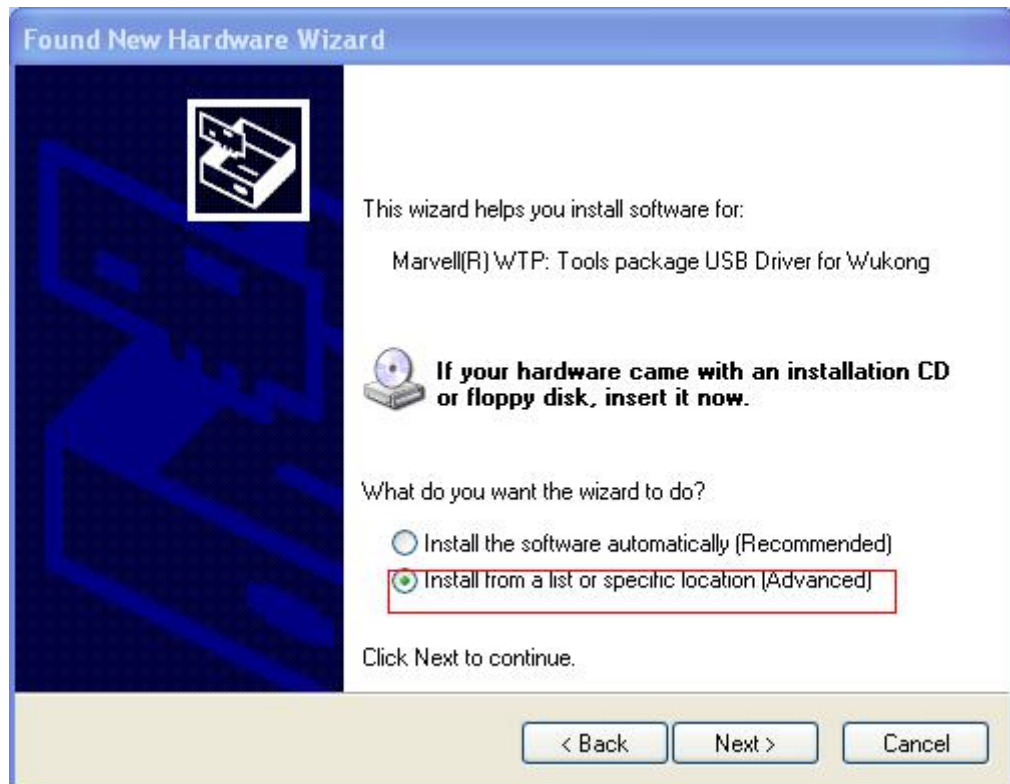 Found New Hardware Wizard
This wizard helps you install software for:
Marvell(R) WTP: Tools package USB Driver for Wukong
If your hardware came with an installation CD
or floppy disk, insert it now.
What do you want the wizard to do?
Install the software automatically (Recommended)
Install from a list or specific location (Advanced)
Click Next to continue.
< Back
Next >
Cancel